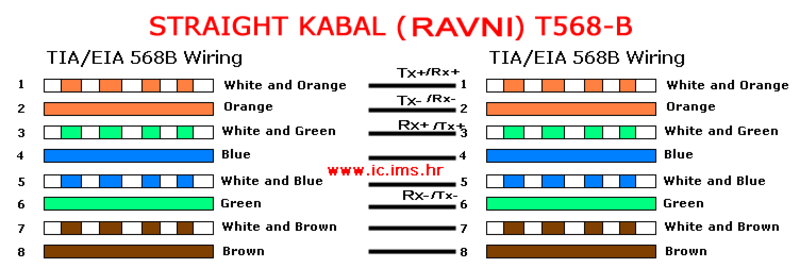 STRAIGHT KABAL (RAVNI) T568-B
TIA/EIA 568B Wiring TIA/EIA 568B Wiring
1 White and Orange Tx+/Rx+ 1 White and Orange
2 Orange Tx- /Rx- 2 Orange
3 White and Green Rx+ /Tx+ 3 White and Green
4 Blue 4 Blue
www.ic.ims.hr
5 White and Blue 5 White and Blue
6 Green Rx-/Tx- 6 Green
7 White and Brown 7 White and Brown
8 Brown 8 Brown